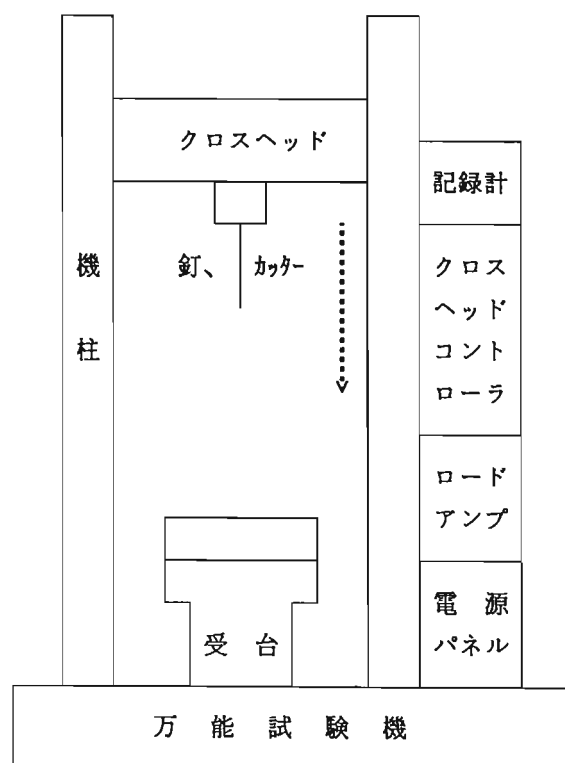 クロスヘッド
記録計
機柱
釘、カッター
クロス
ヘッド
コント
ローラ
ロード
アンプ
電源
パネル
受台
万能試験機